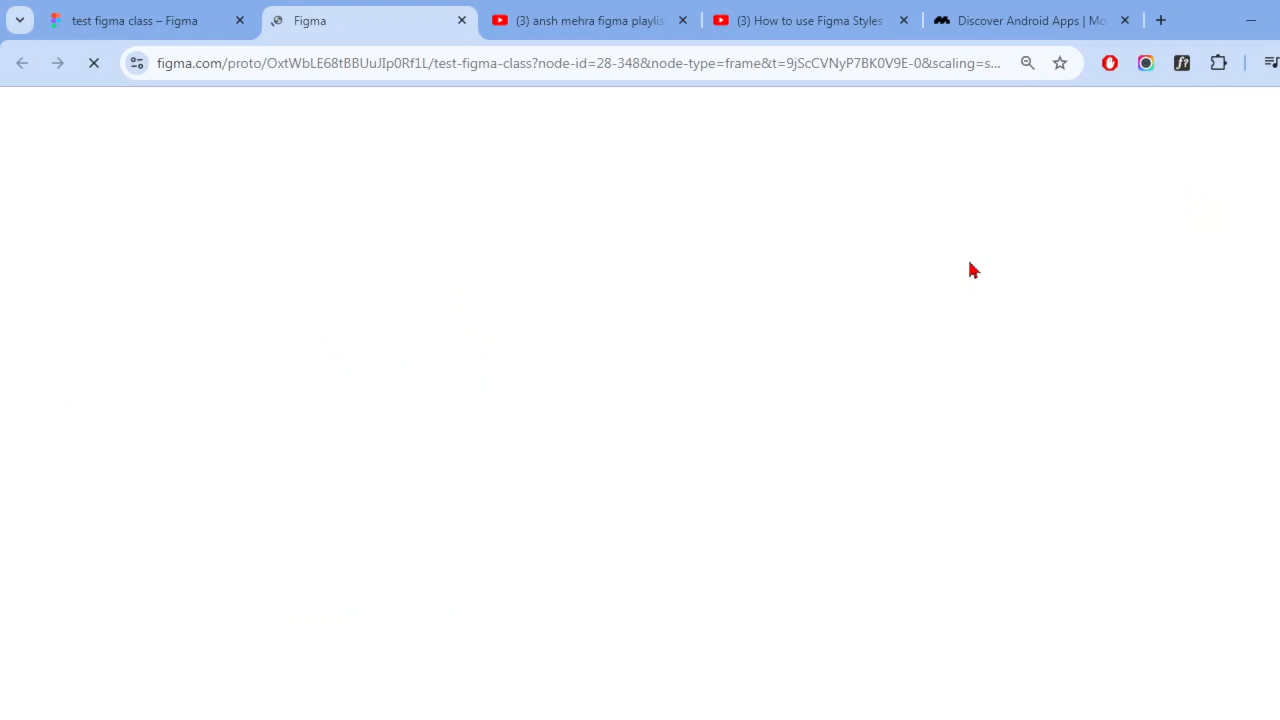 test figma class – Figma
Figma
(3) ansh mehra figma playlis
(3) How to use Figma Styles
Discover Android Apps | Mo
figma.com/proto/OxtWbLE68tBBUuJIp0Rf1L/test-figma-class?node-id=28-348&node-type=frame&t=9jScCVNyP7BK0V9E-0&scaling=s...
f?